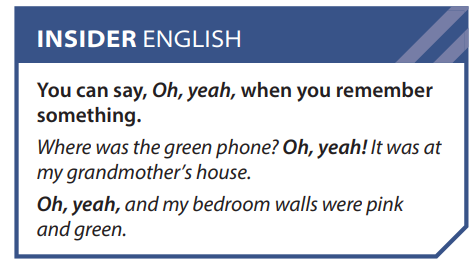 INSIDER ENGLISH
You can say, Oh, yeah, when you remember
something.
Where was the green phone? Oh, yeah! It was at
my grandmother’s house.
Oh, yeah, and my bedroom walls were pink
and green.